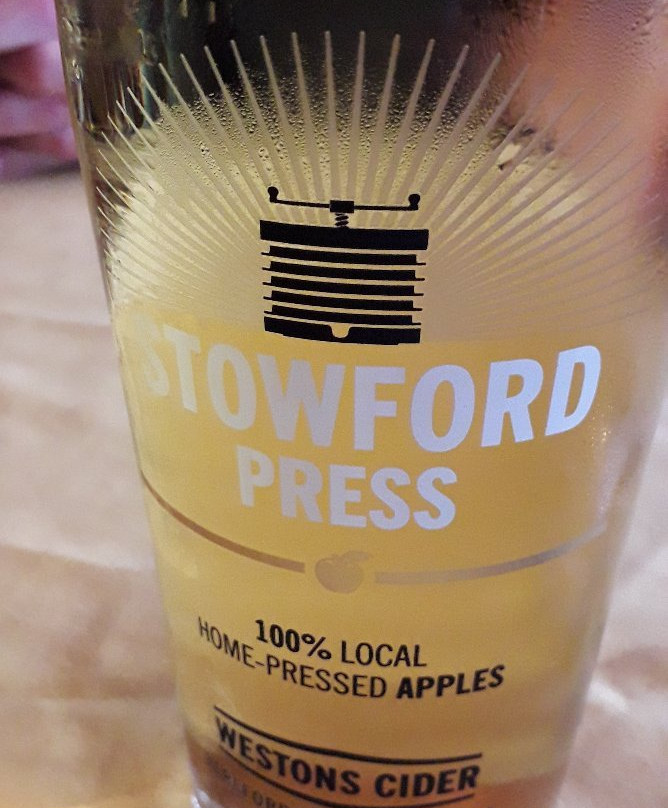 STOWFORD
PRESS
100% LOCAL
HOME-PRESSED APPLES
WESTONS CIDER